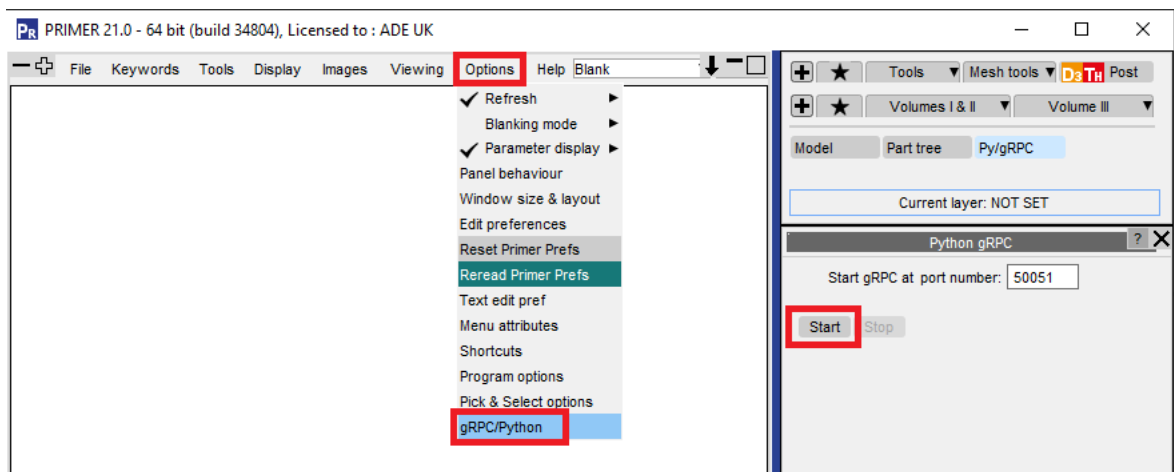 PR PRIMER 21.0 - 64 bit (build 34804), Licensed to : ADE UK
File Keywords Tools Display Images Viewing Options Help Blank
Refresh
Blanking mode
Parameter display
Panel behaviour
Window size & layout
Edit preferences
Reset Primer Prefs
Reread Primer Prefs
Text edit pref
Menu attributes
Shortcuts
Program options
Pick & Select options
gRPC/Python
Tools Mesh tools D3 TH Post
Volumes I & II Volume III
Model Part tree Py/gRPC
Current layer: NOT SET
Python gRPC ?
Start gRPC at port number: 50051
Start Stop